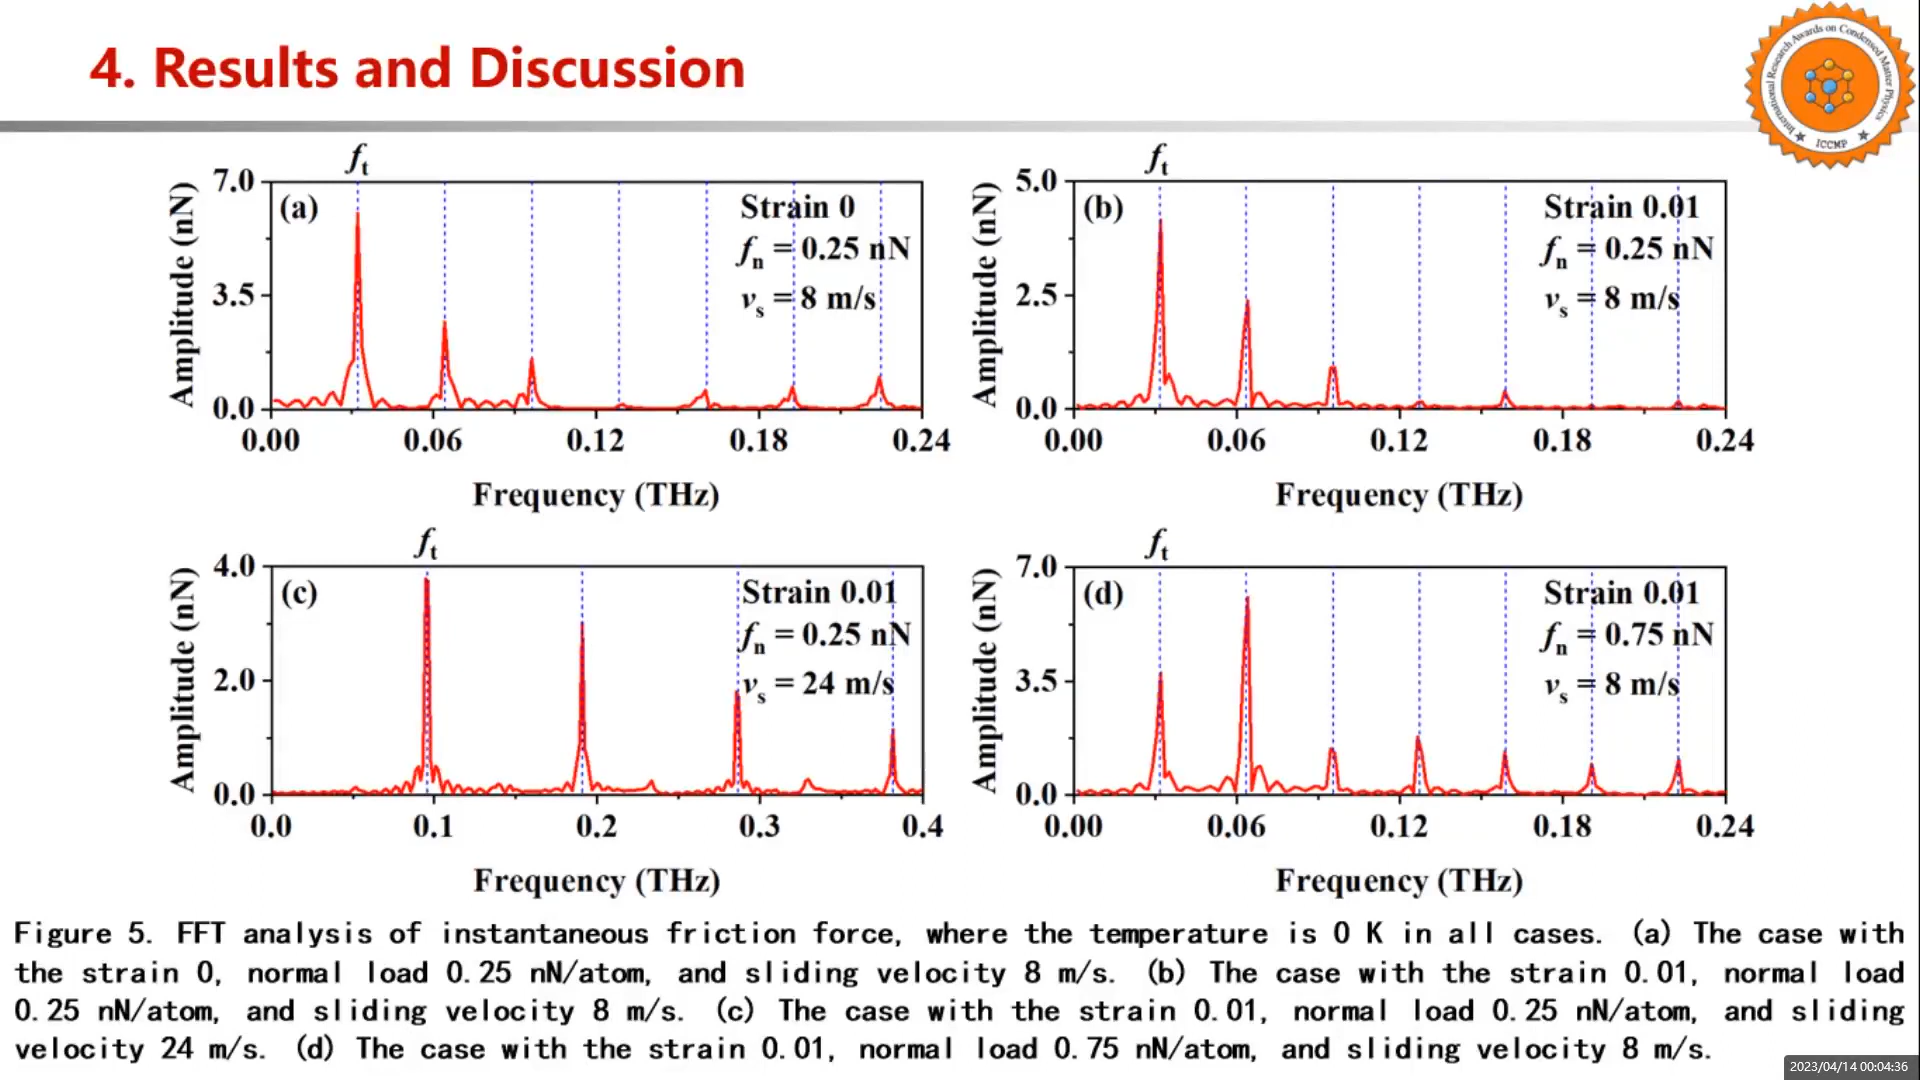 4. Results and Discussion
International Research Awards on Condensed Matter Physics
ICCMP
ft
7.0
3.5
0.0
Amplitude (nN)
(a)
Strain 0
fn = 0.25 nN
vs = 8 m/s
0.00 0.06 0.12 0.18 0.24
Frequency (THz)
ft
5.0
2.5
0.0
Amplitude (nN)
(b)
Strain 0.01
fn = 0.25 nN
vs = 8 m/s
0.00 0.06 0.12 0.18 0.24
Frequency (THz)
ft
4.0
2.0
0.0
Amplitude (nN)
(c)
Strain 0.01
fn = 0.25 nN
vs = 24 m/s
0.0 0.1 0.2 0.3 0.4
Frequency (THz)
ft
7.0
3.5
0.0
Amplitude (nN)
(d)
Strain 0.01
fn = 0.75 nN
vs = 8 m/s
0.00 0.06 0.12 0.18 0.24
Frequency (THz)
Figure 5. FFT analysis of instantaneous friction force, where the temperature is 0 K in all cases. (a) The case with
the strain 0, normal load 0.25 nN/atom, and sliding velocity 8 m/s. (b) The case with the strain 0.01, normal load
0.25 nN/atom, and sliding velocity 8 m/s. (c) The case with the strain 0.01, normal load 0.25 nN/atom, and sliding
velocity 24 m/s. (d) The case with the strain 0.01, normal load 0.75 nN/atom, and sliding velocity 8 m/s.
2023/04/14 00:04:36